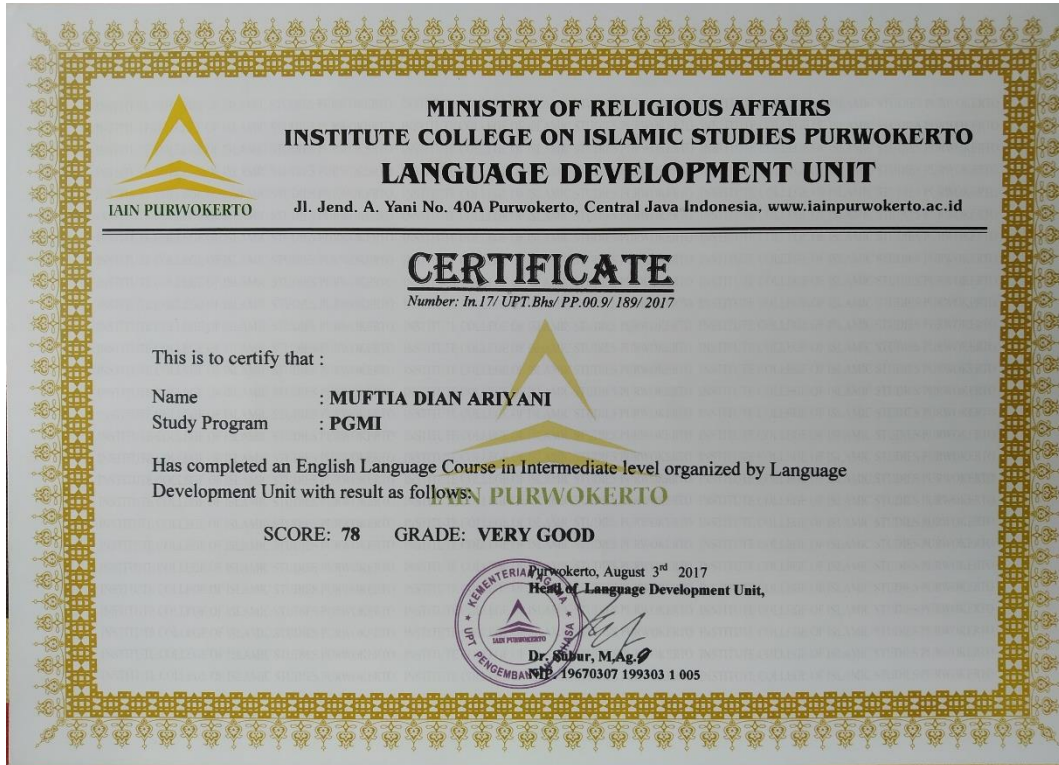 MINISTRY OF RELIGIOUS AFFAIRS
INSTITUTE COLLEGE ON ISLAMIC STUDIES PURWOKERTO
LANGUAGE DEVELOPMENT UNIT
IAIN PURWOKERTO
Jl. Jend. A. Yani No. 40A Purwokerto, Central Java Indonesia, www.iainpurwokerto.ac.id
CERTIFICATE
Number: In.17/ UPT.Bhs/ PP.00.9/ 189/ 2017
This is to certify that :
Name : MUFTIA DIAN ARIYANI
Study Program : PGMI
Has completed an English Language Course in Intermediate level organized by Language
Development Unit with result as follows:
IAIN PURWOKERTO
SCORE: 78 GRADE: VERY GOOD
Purwokerto, August 3rd 2017
Head of Language Development Unit,
KEMENTERIAN AGAMA
IAIN PURWOKERTO
UPT PENGEMBANGAN BAHASA
Dr. Subur, M.Ag.
NIP. 19670307 199303 1 005